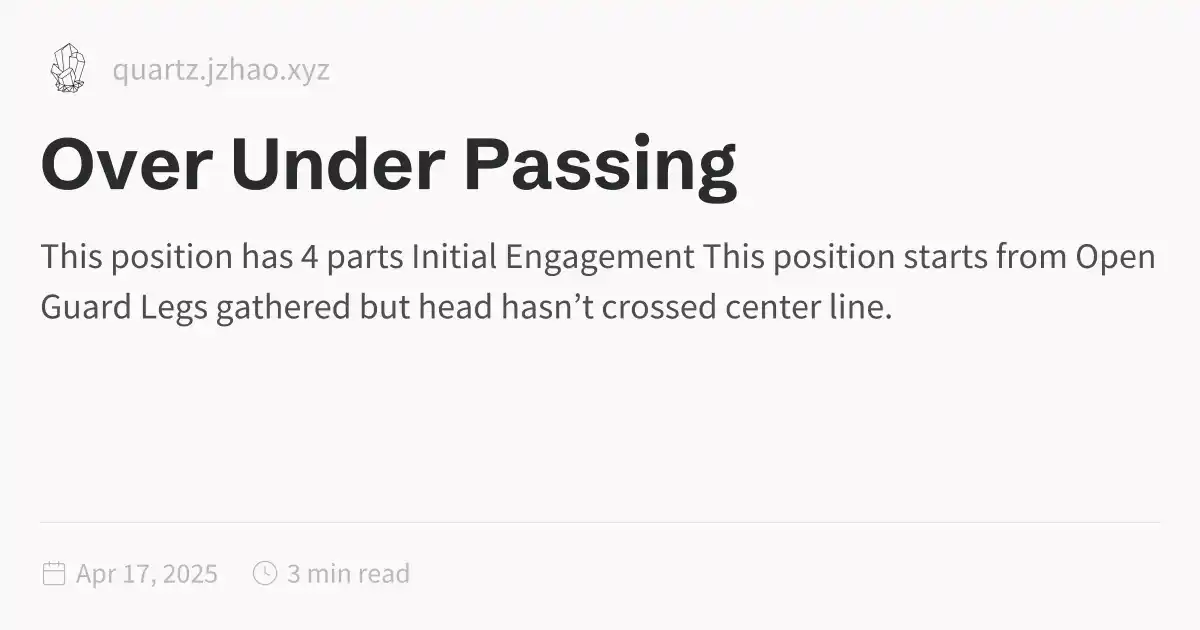 quartz.jzhao.xyz
Over Under Passing
This position has 4 parts Initial Engagement This position starts from Open
Guard Legs gathered but head hasn’t crossed center line.
Apr 17, 2025 3 min read